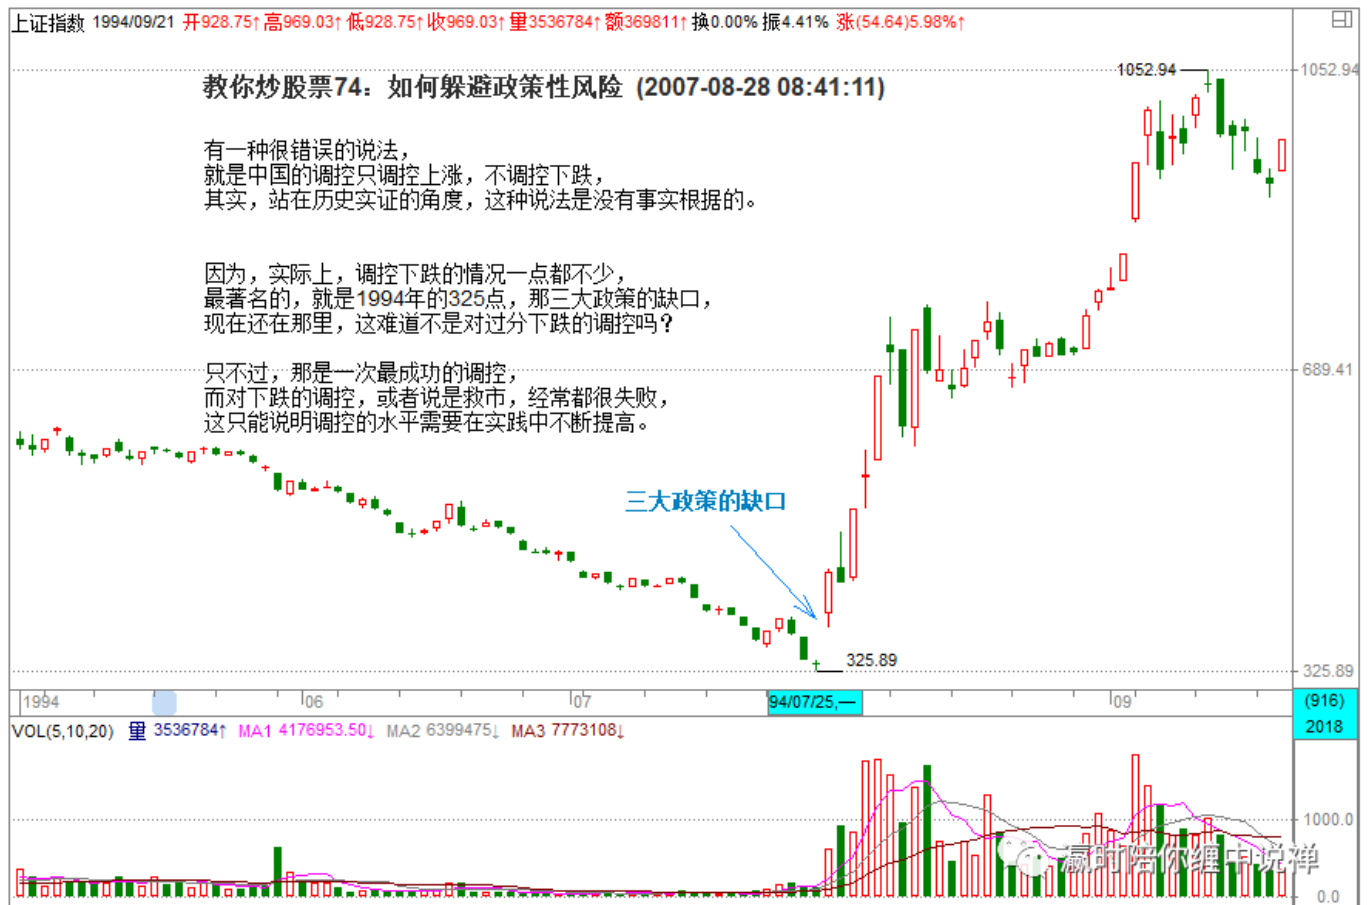 上证指数 1994/09/21 开928.75↑高969.03↑低928.75↑收969.03↑量3536784↑额369811↑换0.00% 振4.41% 涨(54.64)5.98%↑
1052.94
1052.94
教你炒股票74：如何躲避政策性风险 (2007-08-28 08:41:11)
有一种很错误的说法，
就是中国的调控只调控上涨，不调控下跌，
其实，站在历史实证的角度，这种说法是没有事实根据的。
因为，实际上，调控下跌的情况一点都不少，
最著名的，就是1994年的325点，那三大政策的缺口，
现在还在那里，这难道不是对过分下跌的调控吗？
689.41
只不过，那是一次最成功的调控，
而对下跌的调控，或者说是救市，经常都很失败，
这只能说明调控的水平需要在实践中不断提高。
三大政策的缺口
325.89
325.89
1994 06 07 94/07/25,一 09
(916)
2018
VOL(5,10,20) 量 3536784↑ MA1 4176953.50↓ MA2 6399475↓ MA3 7773108↓
1000.0
瀛时陪你缠中说禅
0.0